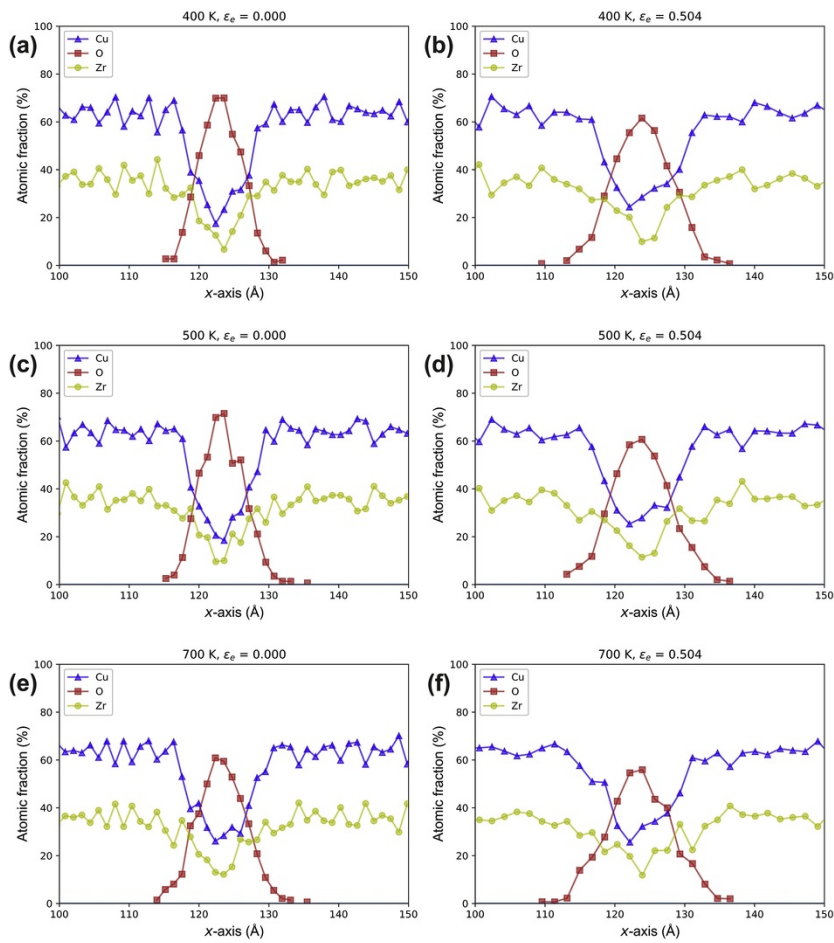 400 K, εe = 0.000
(a)
Cu
O
Zr
Atomic fraction (%)
100
80
60
40
20
0
100 110 120 130 140 150
x-axis (Å)
400 K, εe = 0.504
(b)
Cu
O
Zr
Atomic fraction (%)
100
80
60
40
20
0
100 110 120 130 140 150
x-axis (Å)
500 K, εe = 0.000
(c)
Cu
O
Zr
Atomic fraction (%)
100
80
60
40
20
0
100 110 120 130 140 150
x-axis (Å)
500 K, εe = 0.504
(d)
Cu
O
Zr
Atomic fraction (%)
100
80
60
40
20
0
100 110 120 130 140 150
x-axis (Å)
700 K, εe = 0.000
(e)
Cu
O
Zr
Atomic fraction (%)
100
80
60
40
20
0
100 110 120 130 140 150
x-axis (Å)
700 K, εe = 0.504
(f)
Cu
O
Zr
Atomic fraction (%)
100
80
60
40
20
0
100 110 120 130 140 150
x-axis (Å)